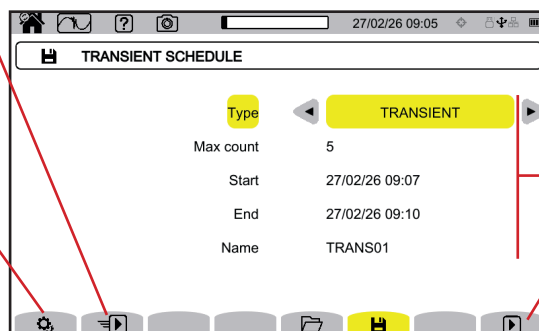 ? 27/02/26 09:05
TRANSIENT SCHEDULE
Type TRANSIENT
Max count 5
Start 27/02/26 09:07
End 27/02/26 09:10
Name TRANS01